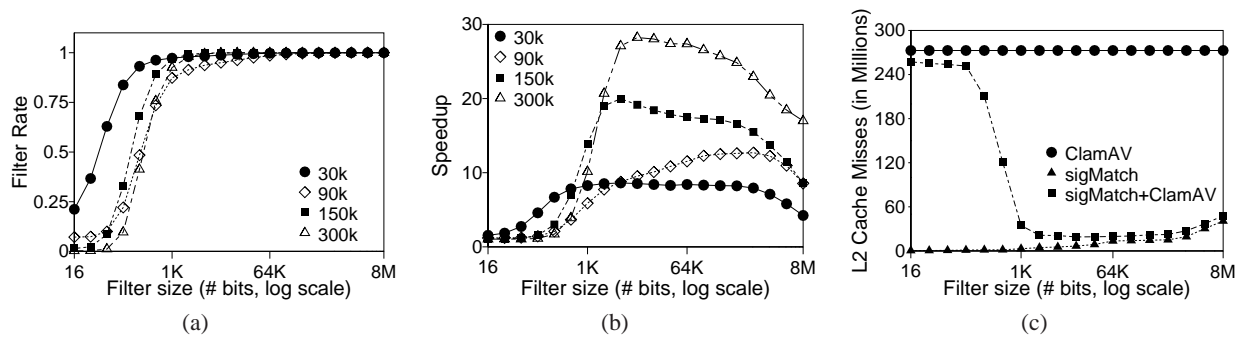 1
0.75
0.5
0.25
0
Filter Rate
30k
90k
150k
300k
16
1K
64K
8M
Filter size (# bits, log scale)
(a)
30
20
10
0
Speedup
30k
90k
150k
300k
16
1K
64K
8M
Filter size (# bits, log scale)
(b)
300
240
180
120
60
0
L2 Cache Misses (in Millions)
ClamAV
sigMatch
sigMatch+ClamAV
16
1K
64K
8M
Filter size (# bits, log scale)
(c)